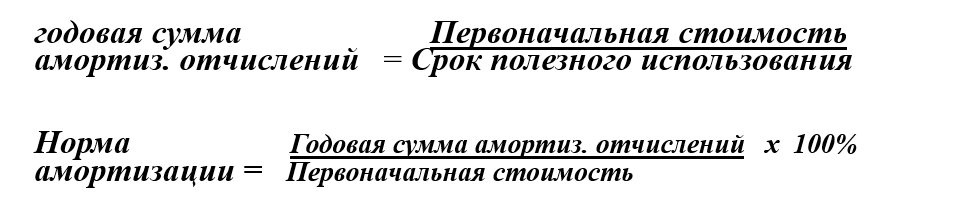 годовая сумма Первоначальная стоимость
амортиз. отчислений = Срок полезного использования
Норма Годовая сумма амортиз. отчислений х 100%
амортизации = Первоначальная стоимость